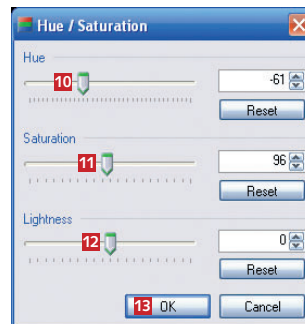 Hue / Saturation
Hue
10
-61
Reset
Saturation
11
96
Reset
Lightness
12
0
Reset
13 OK
Cancel